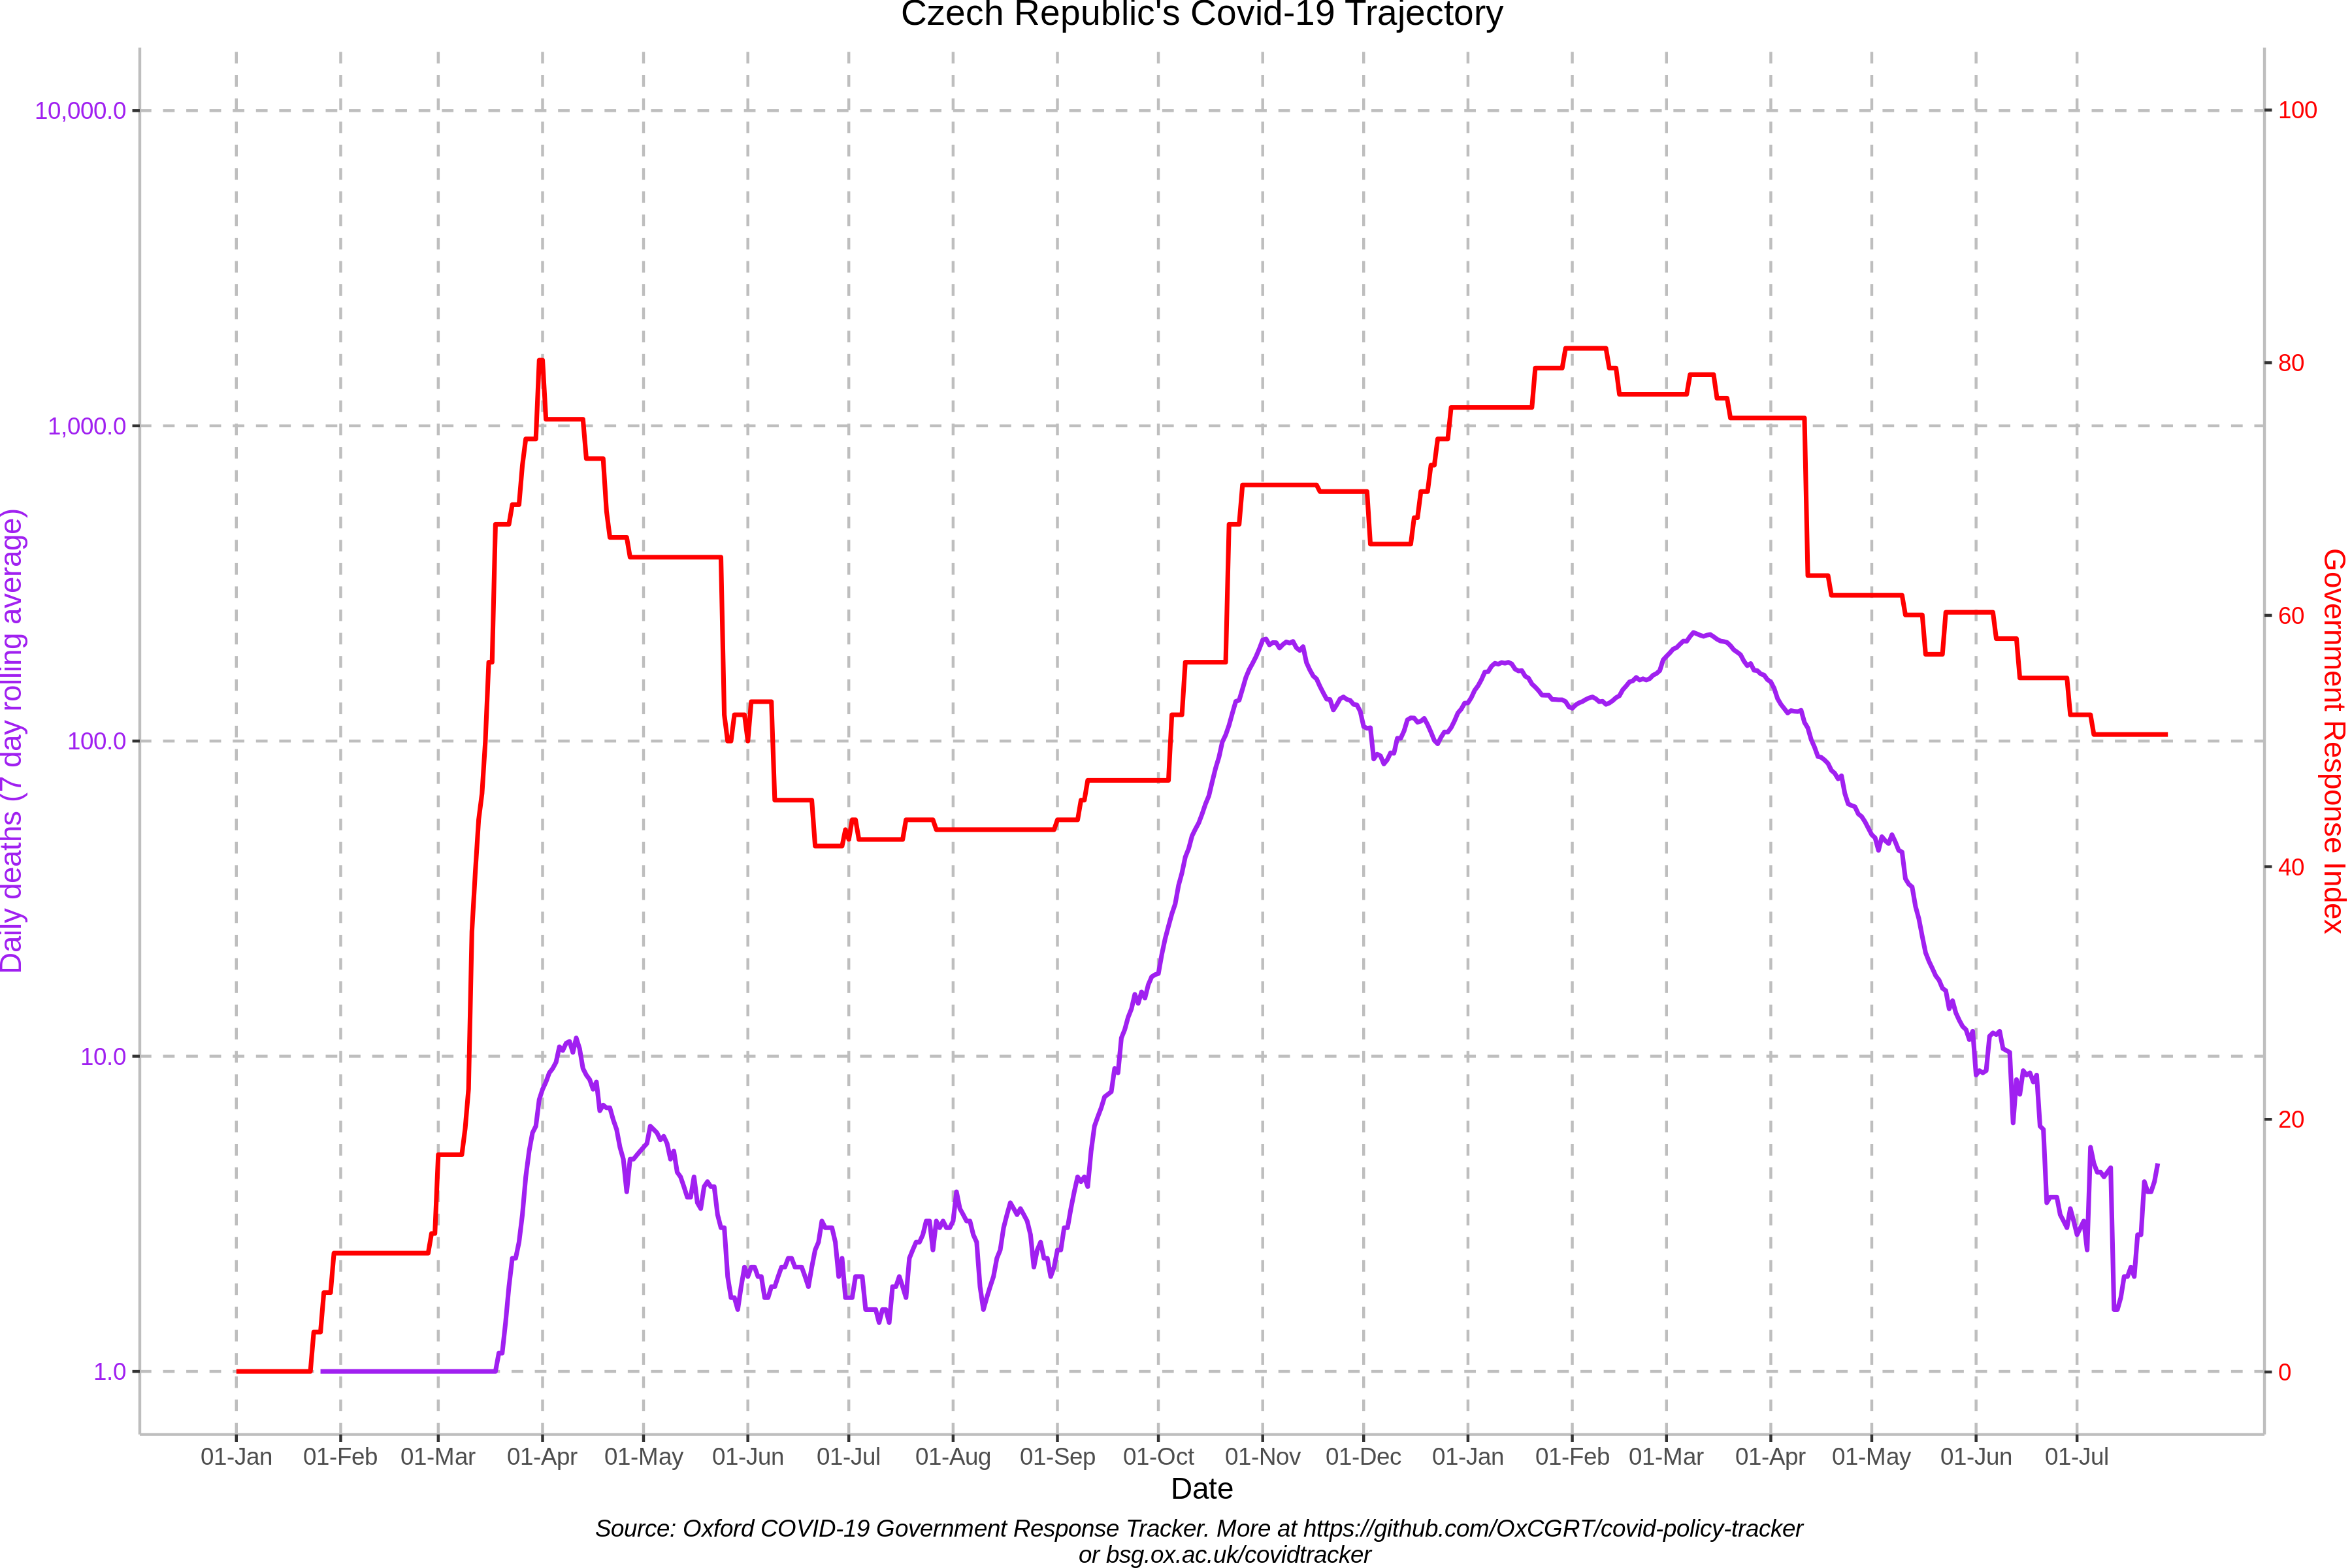 Czech Republic's Covid-19 Trajectory
10,000.0
1,000.0
100.0
10.0
1.0
Daily deaths (7 day rolling average)
100
80
60
40
20
0
Government Response Index
01-Jan 01-Feb 01-Mar 01-Apr 01-May 01-Jun 01-Jul 01-Aug 01-Sep 01-Oct 01-Nov 01-Dec 01-Jan 01-Feb 01-Mar 01-Apr 01-May 01-Jun 01-Jul
Date
Source: Oxford COVID-19 Government Response Tracker. More at https://github.com/OxCGRT/covid-policy-tracker
or bsg.ox.ac.uk/covidtracker